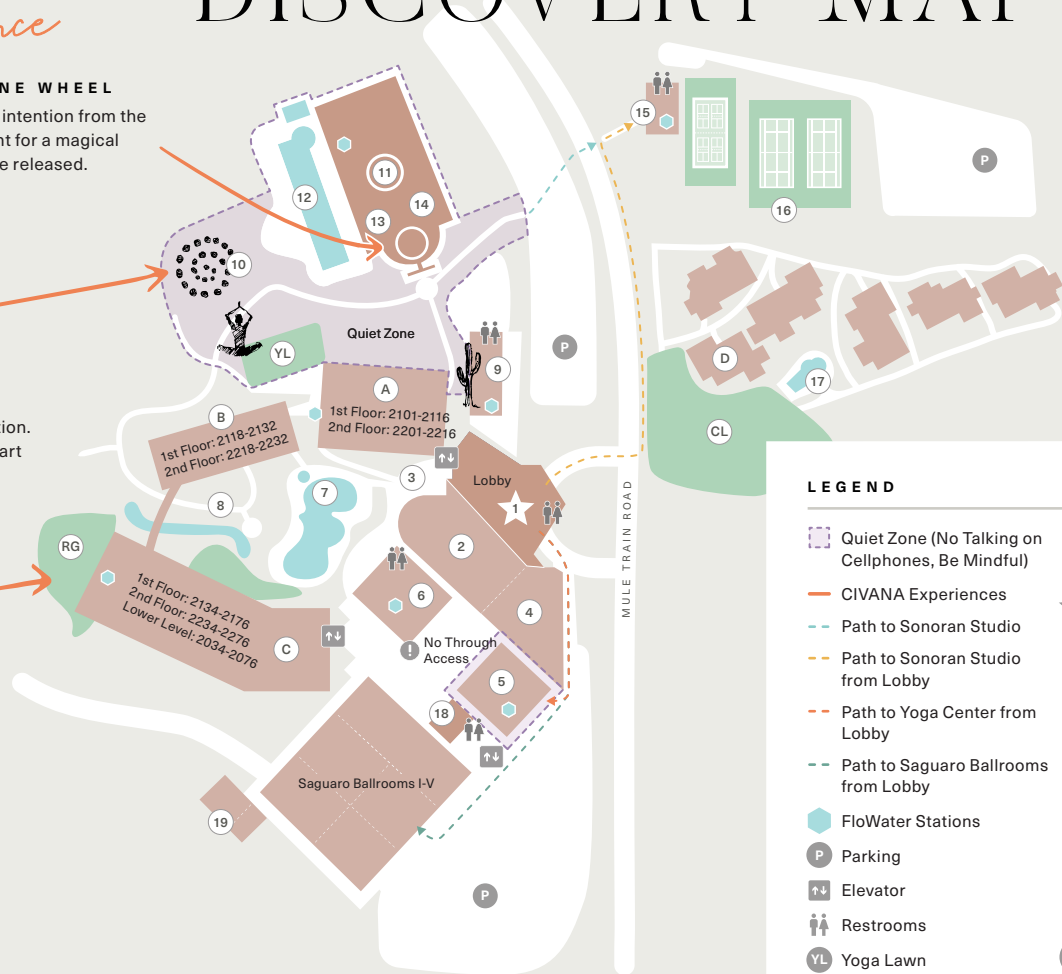 DISCOVERY MAP
NE WHEEL
intention from the
nt for a magical
e released.
15
P
11
12
14
13
16
10
Quiet Zone
P
YL
9
D
17
A
1st Floor: 2101-2116
2nd Floor: 2201-2216
B
1st Floor: 2118-2132
2nd Floor: 2218-2232
tion.
art
CL
Lobby
3
7
1
8
2
MULE TRAIN ROAD
RG
1st Floor: 2134-2176
2nd Floor: 2234-2276
Lower Level: 2034-2076
C
6
4
!
No Through
Access
5
18
Saguaro Ballrooms I-V
19
P
LEGEND
Quiet Zone (No Talking on
Cellphones, Be Mindful)
CIVANA Experiences
Path to Sonoran Studio
Path to Sonoran Studio
from Lobby
Path to Yoga Center from
Lobby
Path to Saguaro Ballrooms
from Lobby
FloWater Stations
P Parking
Elevator
Restrooms
YL Yoga Lawn